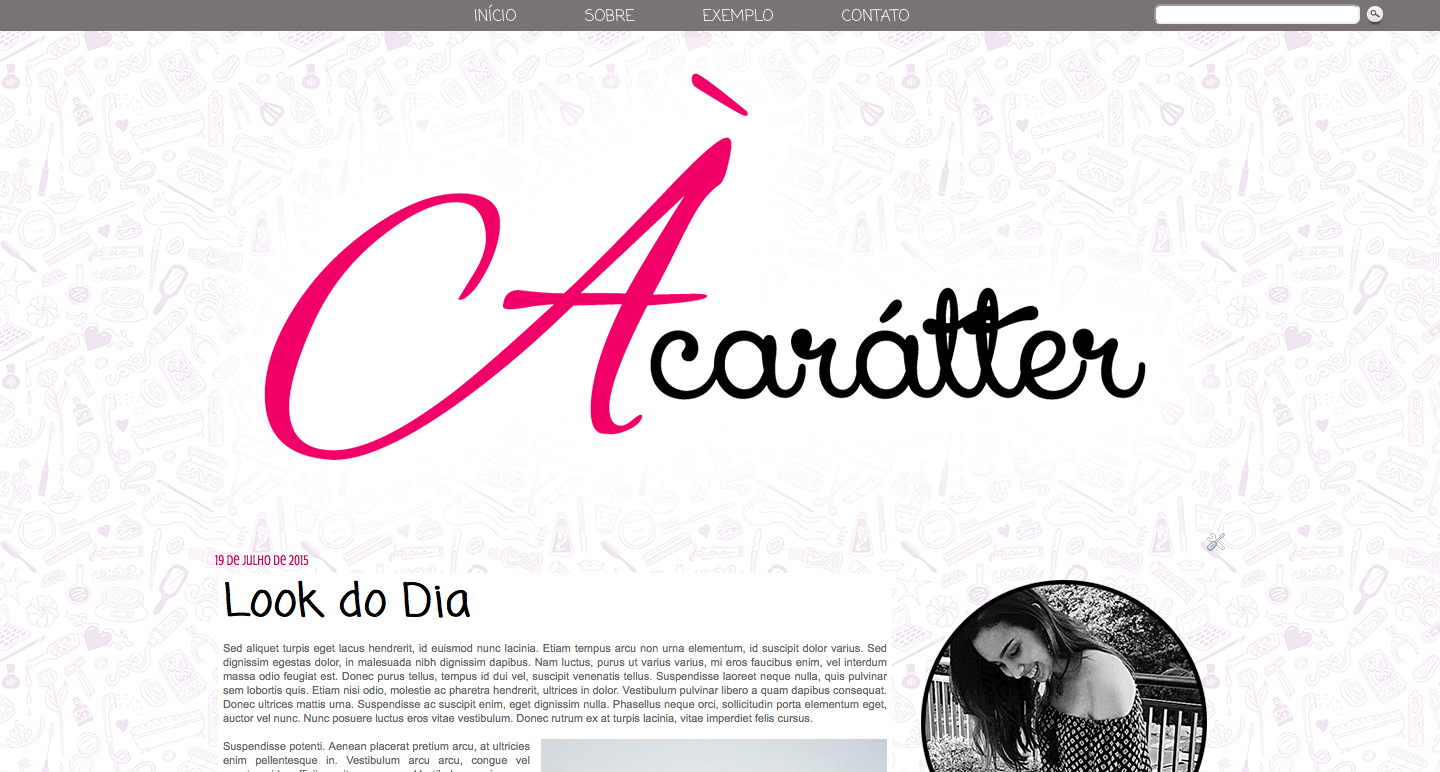 INÍCIO SOBRE EXEMPLO CONTATO
À carátter
19 DE JULHO DE 2015
Look do Dia
Sed aliquet turpis eget lacus hendrerit, id euismod nunc lacinia. Etiam tempus arcu non urna elementum, id suscipit dolor varius. Sed
dignissim egestas dolor, in malesuada nibh dignissim dapibus. Nam luctus, purus ut varius varius, mi eros faucibus enim, vel interdum
massa odio feugiat est. Donec purus tellus, tempus id dui vel, suscipit venenatis tellus. Suspendisse laoreet neque nulla, quis pulvinar
sem lobortis quis. Etiam nisi odio, molestie ac pharetra hendrerit, ultrices in dolor. Vestibulum pulvinar libero a quam dapibus consequat.
Donec ultrices mattis urna. Suspendisse ac suscipit enim, eget dignissim nulla. Phasellus neque orci, sollicitudin porta elementum eget,
auctor vel nunc. Nunc posuere luctus eros vitae vestibulum. Donec rutrum ex at turpis lacinia, vitae imperdiet felis cursus.
Suspendisse potenti. Aenean placerat pretium arcu, at ultricies
enim pellentesque in. Vestibulum arcu arcu, congue vel